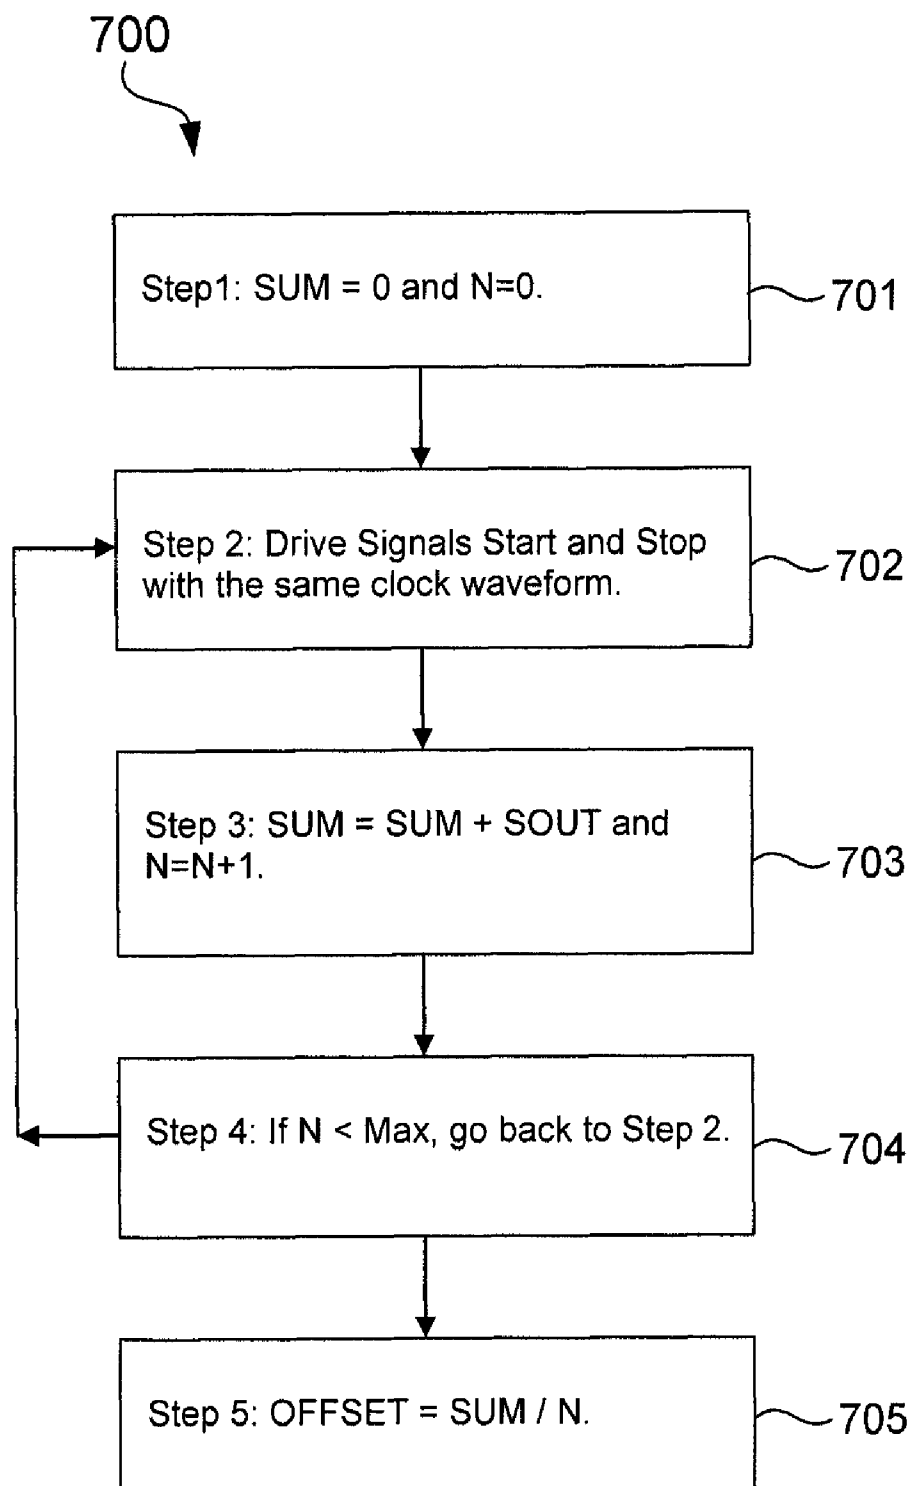 700
Step1: SUM = 0 and N=0.
701
Step 2: Drive Signals Start and Stop
with the same clock waveform.
702
Step 3: SUM = SUM + SOUT and
N=N+1.
703
Step 4: If N < Max, go back to Step 2.
704
Step 5: OFFSET = SUM / N.
705